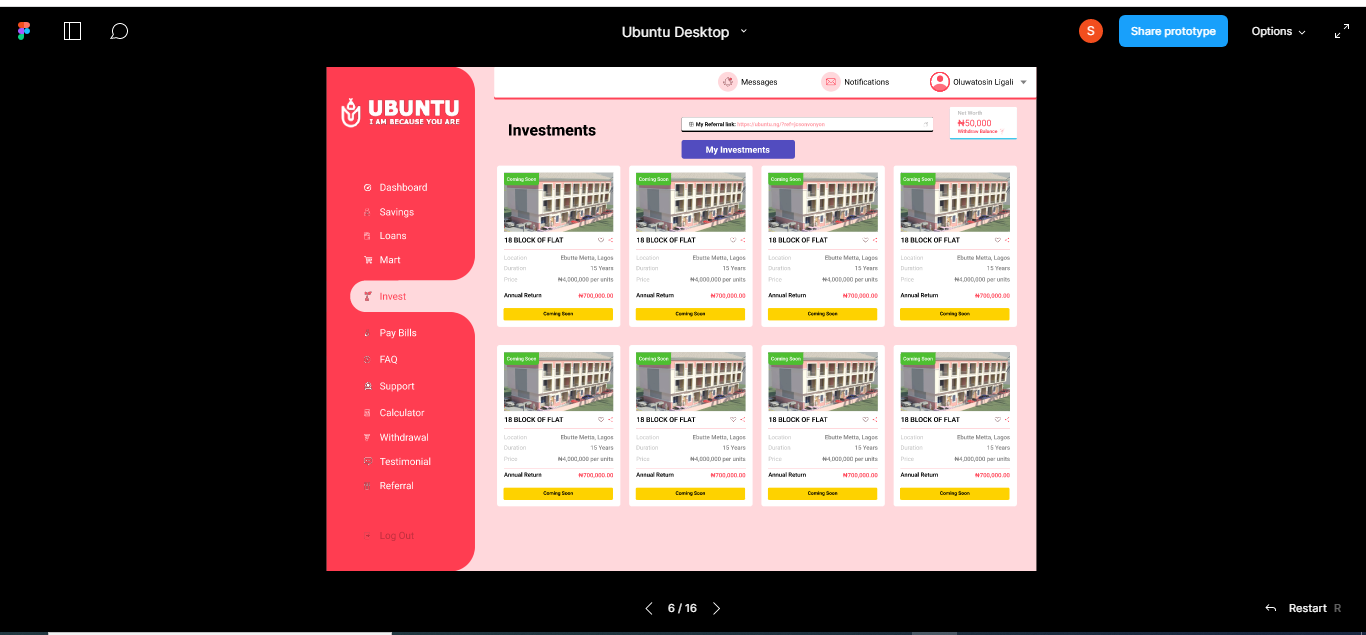 Ubuntu Desktop
S
Share prototype
Options
UBUNTU
I AM BECAUSE YOU ARE
Messages
Notifications
Oluwatosin Ligali
Investments
My Referral link:
Net Worth
₦50,000
Withdraw Balance
My Investments
Dashboard
Savings
Loans
Mart
Invest
Pay Bills
FAQ
Support
Calculator
Withdrawal
Testimonial
Referral
Log Out
Coming Soon Coming Soon Coming Soon Coming Soon
18 BLOCK OF FLAT 18 BLOCK OF FLAT 18 BLOCK OF FLAT 18 BLOCK OF FLAT
Location Ebutte Metta, Lagos Location Ebutte Metta, Lagos Location Ebutte Metta, Lagos Location Ebutte Metta, Lagos
Duration 15 Years Duration 15 Years Duration 15 Years Duration 15 Years
Price ₦4,000,000 per units Price ₦4,000,000 per units Price ₦4,000,000 per units Price ₦4,000,000 per units
Annual Return ₦700,000.00 Annual Return ₦700,000.00 Annual Return ₦700,000.00 Annual Return ₦700,000.00
Coming Soon Coming Soon Coming Soon Coming Soon
Coming Soon Coming Soon Coming Soon Coming Soon
18 BLOCK OF FLAT 18 BLOCK OF FLAT 18 BLOCK OF FLAT 18 BLOCK OF FLAT
Location Ebutte Metta, Lagos Location Ebutte Metta, Lagos Location Ebutte Metta, Lagos Location Ebutte Metta, Lagos
Duration 15 Years Duration 15 Years Duration 15 Years Duration 15 Years
Price ₦4,000,000 per units Price ₦4,000,000 per units Price ₦4,000,000 per units Price ₦4,000,000 per units
Annual Return ₦700,000.00 Annual Return ₦700,000.00 Annual Return ₦700,000.00 Annual Return ₦700,000.00
Coming Soon Coming Soon Coming Soon Coming Soon
6 / 16
Restart R